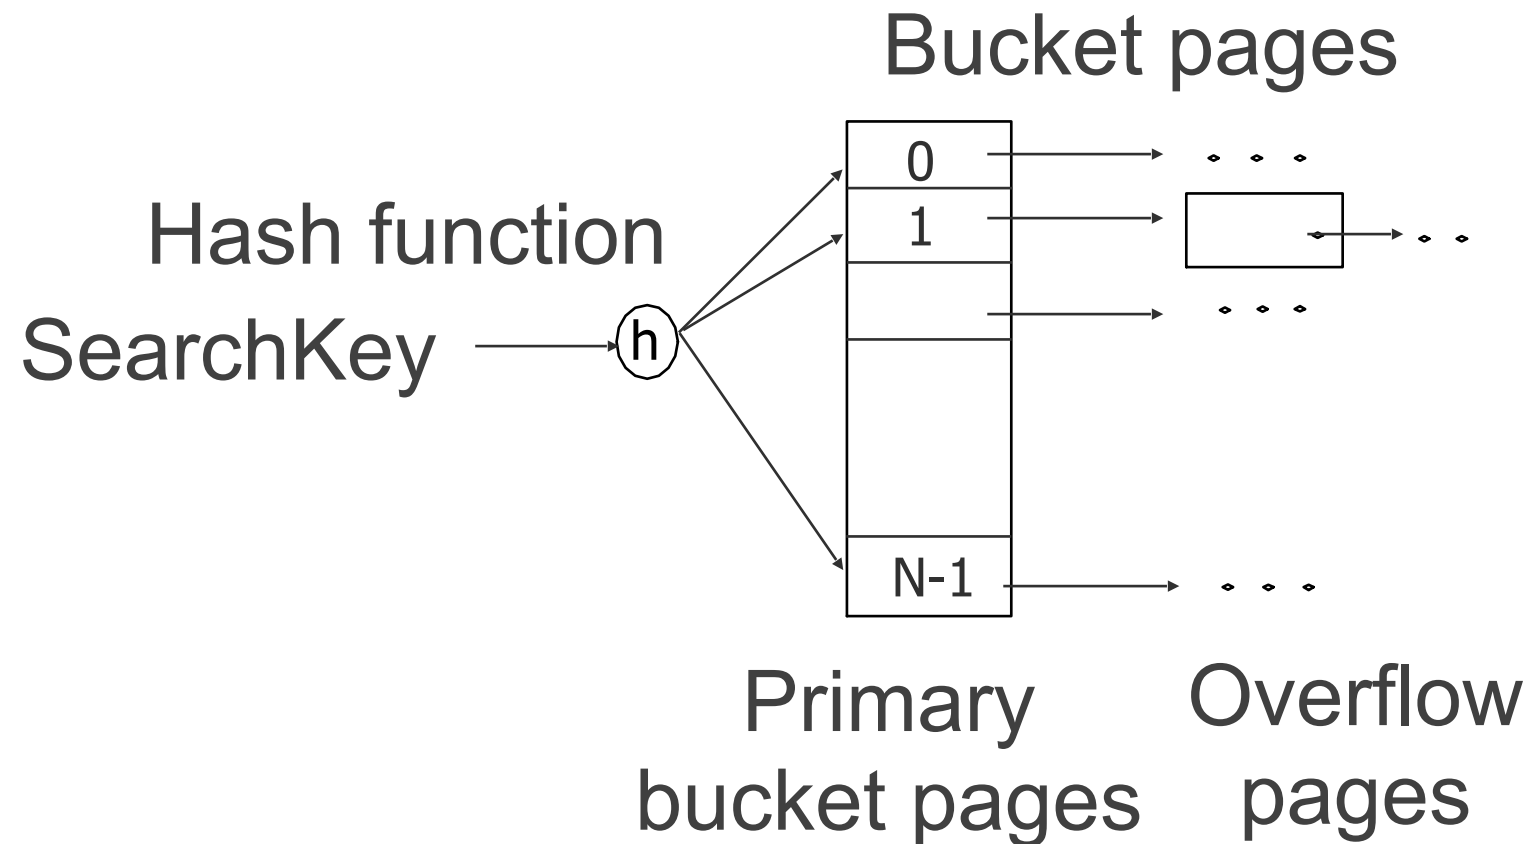 Bucket pages
0
Hash function
1
SearchKey
h
N-1
Primary
bucket pages
Overflow
pages